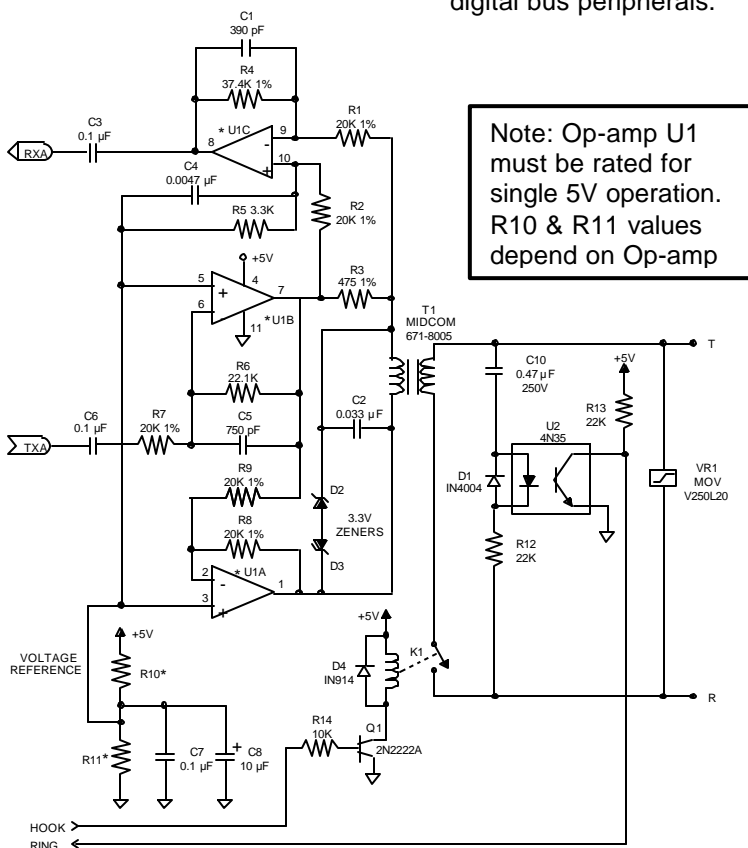 digital bus peripherals.
C1
390 pF
R4
37.4K 1%
C3
0.1 µF
RXA
* U1C
8
9
10
-
+
R1
20K 1%
C4
0.0047 µF
R5 3.3K
R2
20K 1%
Note: Op-amp U1
must be rated for
single 5V operation.
R10 & R11 values
depend on Op-amp
+5V
5
4
7
6
+
-
11
* U1B
R3
475 1%
T1
MIDCOM
671-8005
T
R6
22.1K
C10
0.47 µF
250V
+5V
R13
22K
C6
0.1 µF
R7
20K 1%
C5
750 pF
C2
0.033 µF
TXA
U2
4N35
D1
IN4004
VR1
MOV
V250L20
R9
20K 1%
D2
R8
20K 1%
3.3V
ZENERS
D3
R12
22K
2
3
-
+
* U1A
1
+5V
VOLTAGE
REFERENCE
R10*
+5V
D4
IN914
K1
R
R14
10K
Q1
2N2222A
R11*
C7
0.1 µF
+
C8
10 µF
HOOK
RING